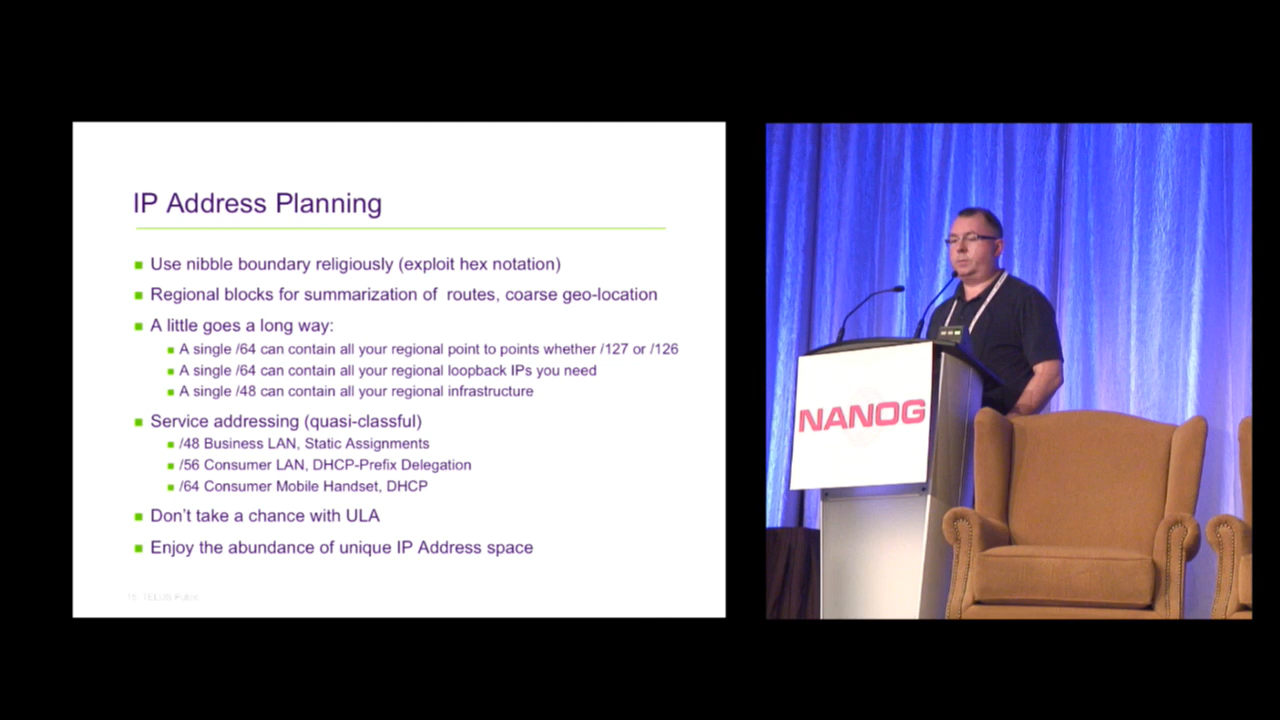 IP Address Planning
Use nibble boundary religiously (exploit hex notation)
Regional blocks for summarization of routes, coarse geo-location
A little goes a long way:
A single /64 can contain all your regional point to points whether /127 or /126
A single /64 can contain all your regional loopback IPs you need
A single /48 can contain all your regional infrastructure
Service addressing (quasi-classful)
/48 Business LAN, Static Assignments
/56 Consumer LAN, DHCP-Prefix Delegation
/64 Consumer Mobile Handset, DHCP
Don't take a chance with ULA
Enjoy the abundance of unique IP Address space
TELUS Public
NANOG